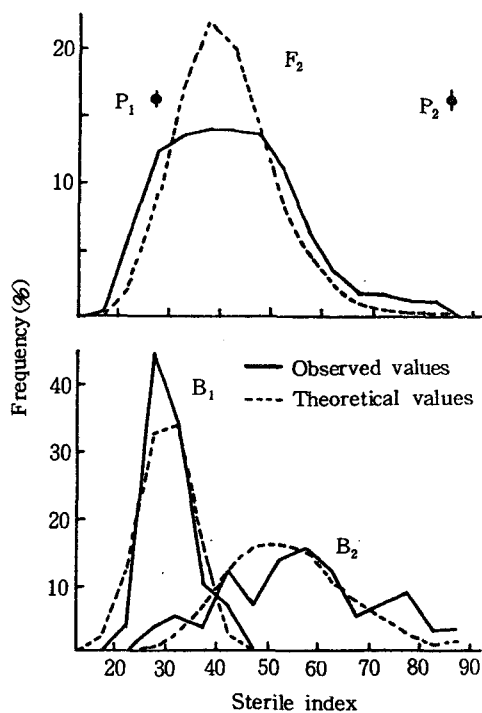 20
F₂
P₁
P₂
10
Frequency (%)
40
B₁
Observed values
Theoretical values
30
20
B₂
10
20 30 40 50 60 70 80 90
Sterile index